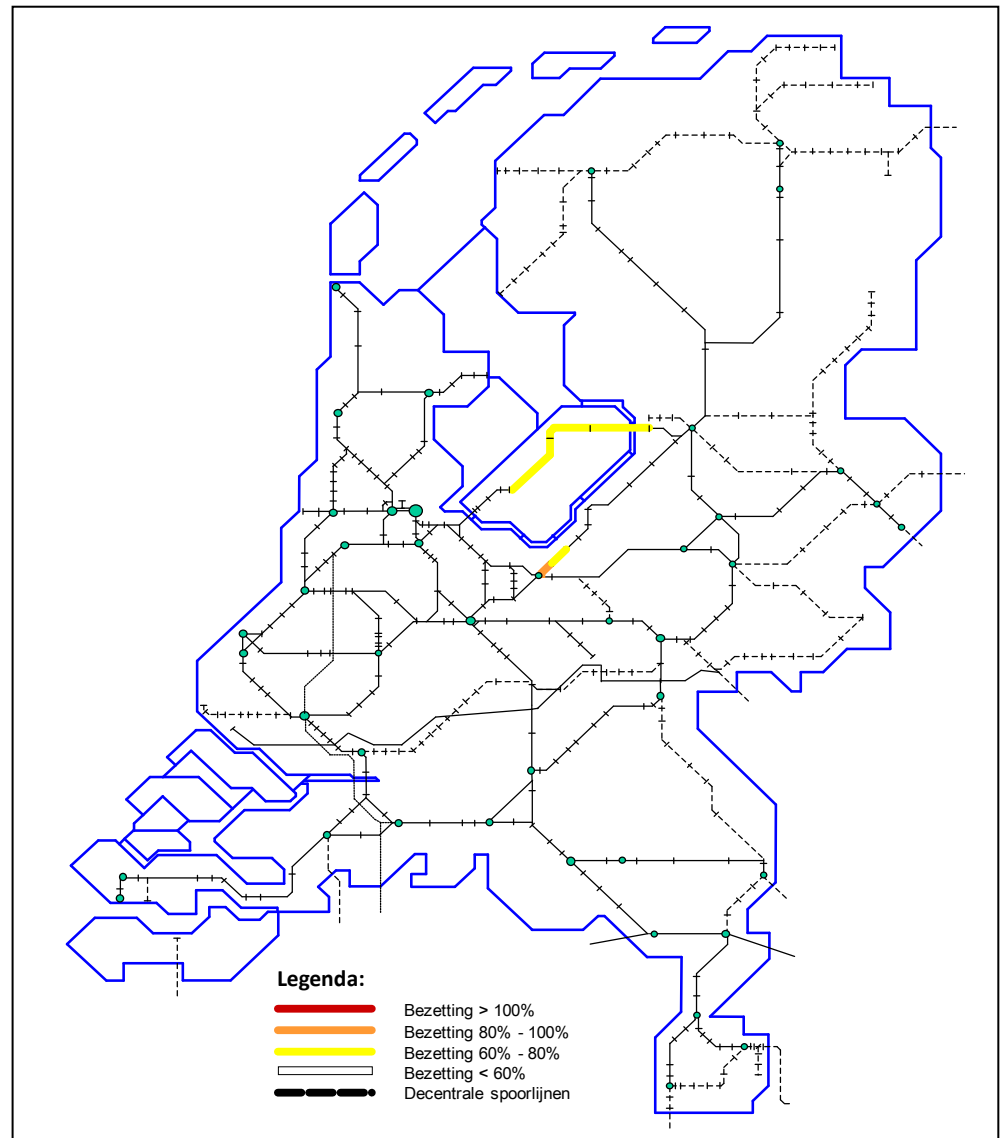 Legenda:
Bezetting > 100%
Bezetting 80% - 100%
Bezetting 60% - 80%
Bezetting < 60%
Decentrale spoorlijnen